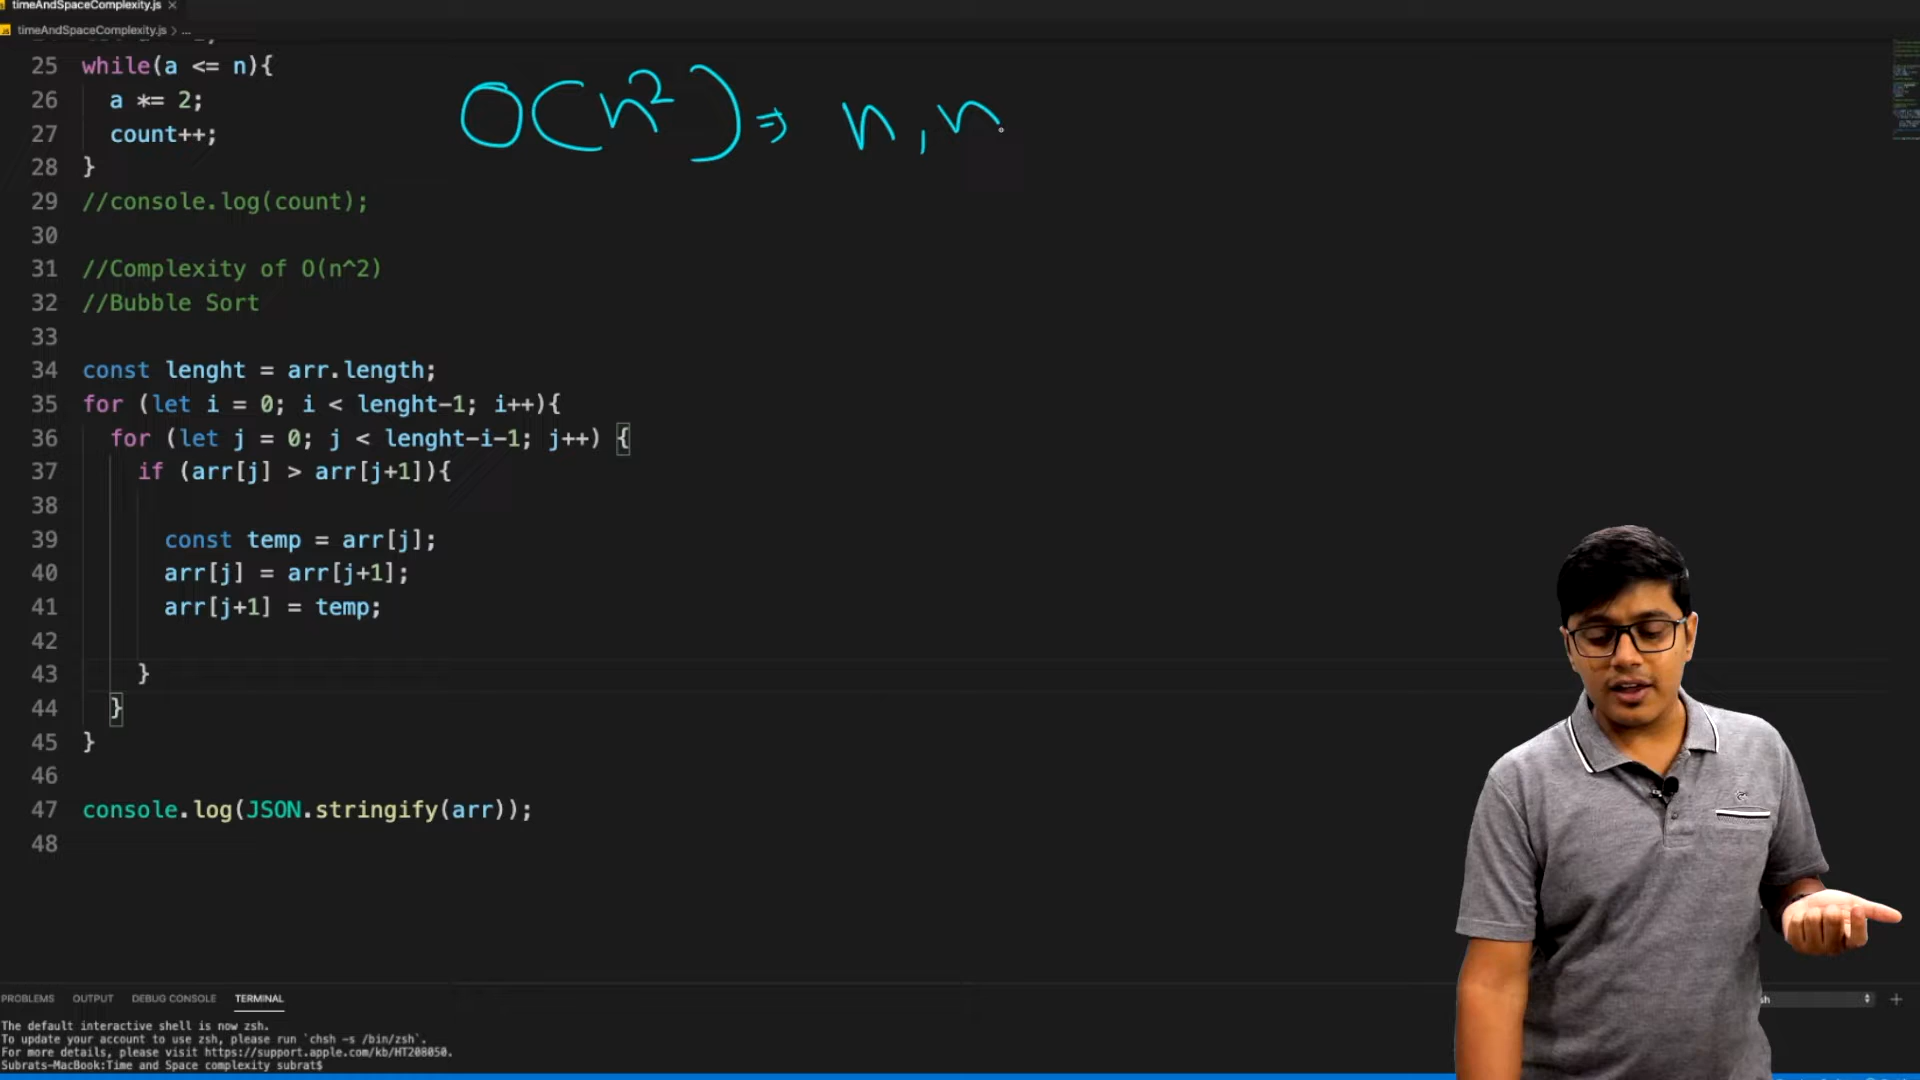 timeAndSpaceComplexity.js ×
timeAndSpaceComplexity.js > ...
25 while(a <= n){
26 a *= 2;
27 count++;
28 }
29 //console.log(count);
30
31 //Complexity of O(n^2)
32 //Bubble Sort
33
34 const lenght = arr.length;
35 for (let i = 0; i < lenght-1; i++){
36 for (let j = 0; j < lenght-i-1; j++) {
37 if (arr[j] > arr[j+1]){
38
39 const temp = arr[j];
40 arr[j] = arr[j+1];
41 arr[j+1] = temp;
42
43 }
44 }
45 }
46
47 console.log(JSON.stringify(arr));
48
O(n²) ⇒ n, n
PROBLEMS OUTPUT DEBUG CONSOLE TERMINAL
The default interactive shell is now zsh.
To update your account to use zsh, please run `chsh -s /bin/zsh`.
For more details, please visit https://support.apple.com/kb/HT208050.
Subrats-MacBook:Time and Space complexity subrat$